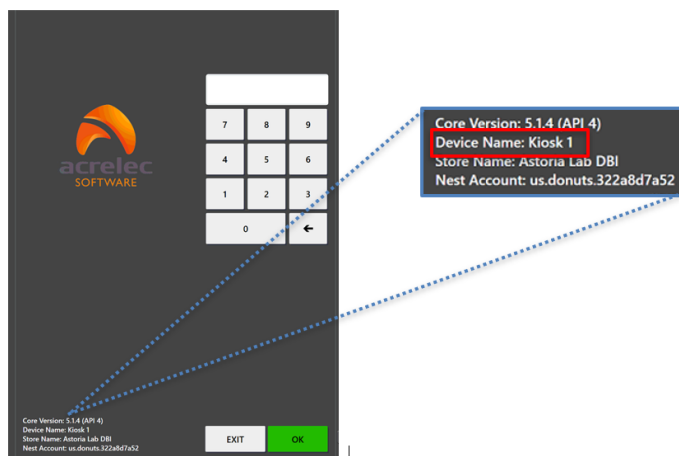 acrelec
SOFTWARE
7 8 9
4 5 6
1 2 3
0 ←
Core Version: 5.1.4 (API 4)
Device Name: Kiosk 1
Store Name: Astoria Lab DBI
Nest Account: us.donuts.322a8d7a52
EXIT OK
Core Version: 5.1.4 (API 4)
Device Name: Kiosk 1
Store Name: Astoria Lab DBI
Nest Account: us.donuts.322a8d7a52